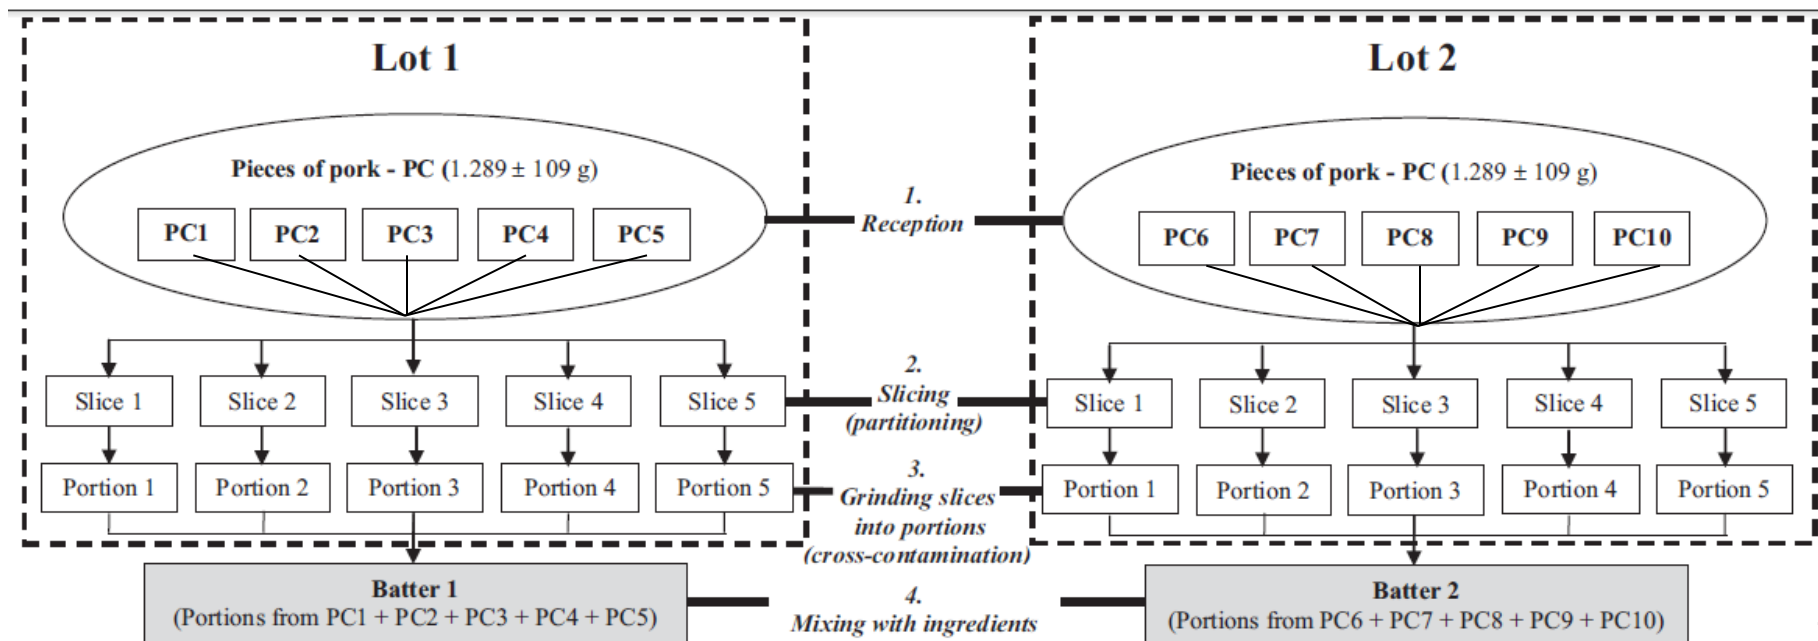 Lot 1
Pieces of pork - PC (1.289 ± 109 g)
PC1 PC2 PC3 PC4 PC5
Slice 1 Slice 2 Slice 3 Slice 4 Slice 5
Portion 1 Portion 2 Portion 3 Portion 4 Portion 5
Batter 1
(Portions from PC1 + PC2 + PC3 + PC4 + PC5)
1.
Reception
2.
Slicing
(partitioning)
3.
Grinding slices
into portions
(cross-contamination)
4.
Mixing with ingredients
Lot 2
Pieces of pork - PC (1.289 ± 109 g)
PC6 PC7 PC8 PC9 PC10
Slice 1 Slice 2 Slice 3 Slice 4 Slice 5
Portion 1 Portion 2 Portion 3 Portion 4 Portion 5
Batter 2
(Portions from PC6 + PC7 + PC8 + PC9 + PC10)